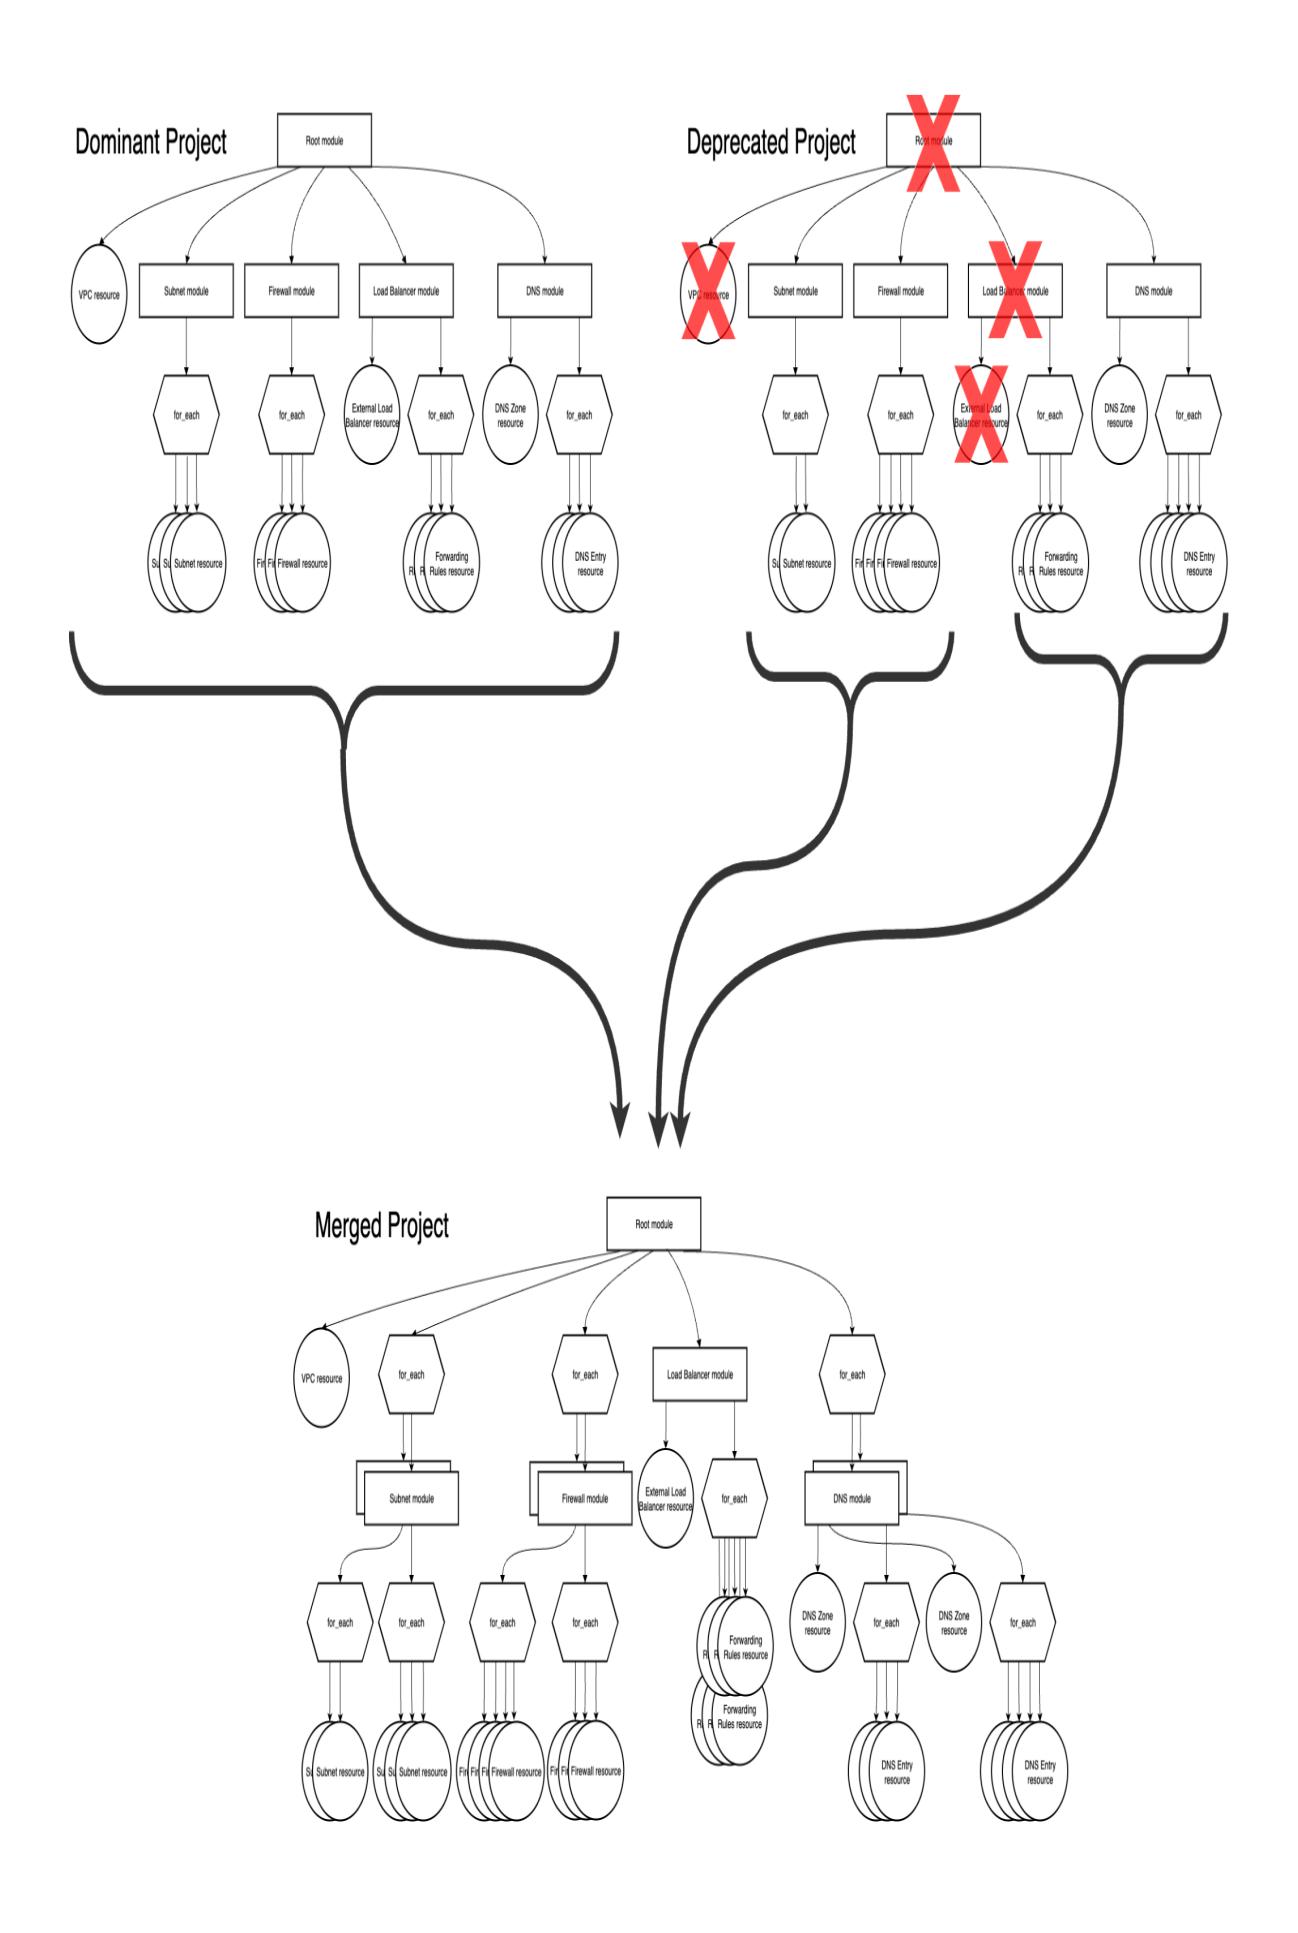 Dominant Project
Root module
Deprecated Project
Root module
VPC resource
Subnet module
Firewall module
Load Balancer module
DNS module
VPC resource
Subnet module
Firewall module
Load Balancer module
DNS module
for_each
for_each
External Load
Balancer resource
for_each
DNS Zone
resource
for_each
for_each
for_each
External Load
Balancer resource
for_each
DNS Zone
resource
for_each
Su
Su
Subnet resource
Fir
Fi
Firewall resource
Ru
R
Forwarding
Rules resource
DNS Entry
resource
Su
Subnet resource
Fir
Fi
Fi
Firewall resource
R
R
Forwarding
Rules resource
DNS Entry
resource
Merged Project
Root module
VPC resource
for_each
for_each
Load Balancer module
for_each
Subnet module
Firewall module
External Load
Balancer resource
for_each
DNS module
for_each
for_each
for_each
for_each
DNS Zone
resource
for_each
DNS Zone
resource
for_each
R
R
Forwarding
Rules resource
R
R
Forwarding
Rules resource
Su
Subnet resource
Su
Su
Subnet resource
Fir
Fi
Fi
Firewall resource
Fir
Fi
Firewall resource
DNS Entry
resource
DNS Entry
resource